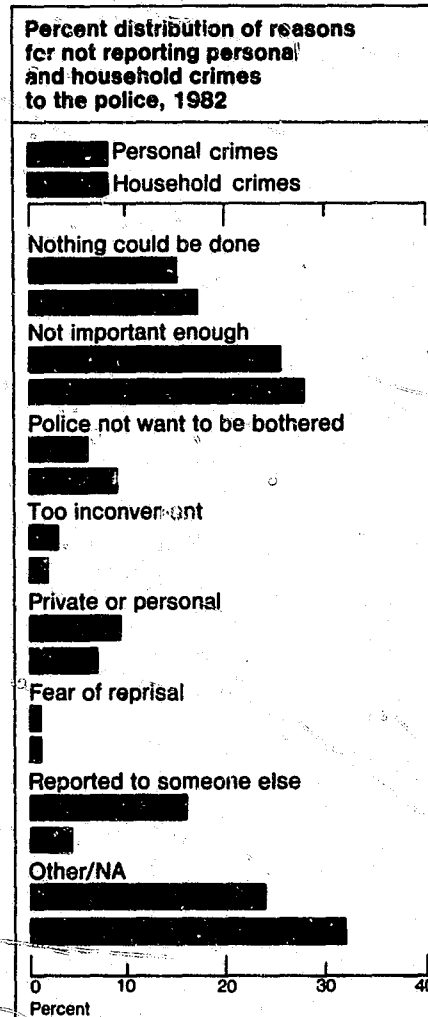 Percent distribution of reasons
for not reporting personal
and household crimes
to the police, 1982
Personal crimes
Household crimes
Nothing could be done
Not important enough
Police not want to be bothered
Too inconvenient
Private or personal
Fear of reprisal
Reported to someone else
Other/NA
0 10 20 30 40
Percent